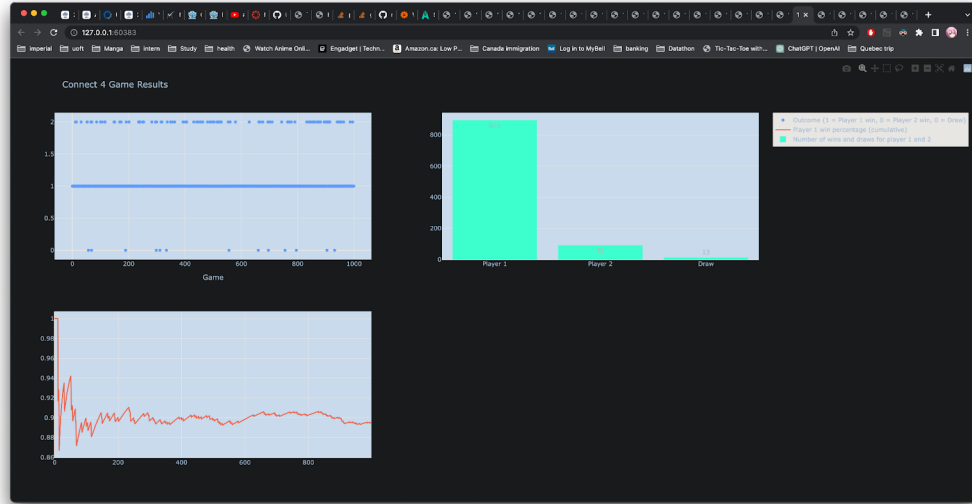 127.0.0.1:60383
Imperial
uoft
Manga
intern
Study
health
Watch Anime Onli...
Engadget | Techn...
Amazon.ca: Low P...
Canada immigration
Log in to MyBell
banking
Datathon
Tic-Tac-Toe with...
ChatGPT | OpenAI
Quebec trip
Connect 4 Game Results
2
1.5
1
0.5
0
0
200
400
600
800
1000
Game
800
600
400
200
0
Player 1
Player 2
Draw
Outcome (1 = Player 1 win, 0 = Player 2 win, 0 = Draw)
Player 1 win percentage (cumulative)
Number of wins and draws for player 1 and 2
1
0.98
0.96
0.94
0.92
0.9
0.88
0.86
0
200
400
600
800